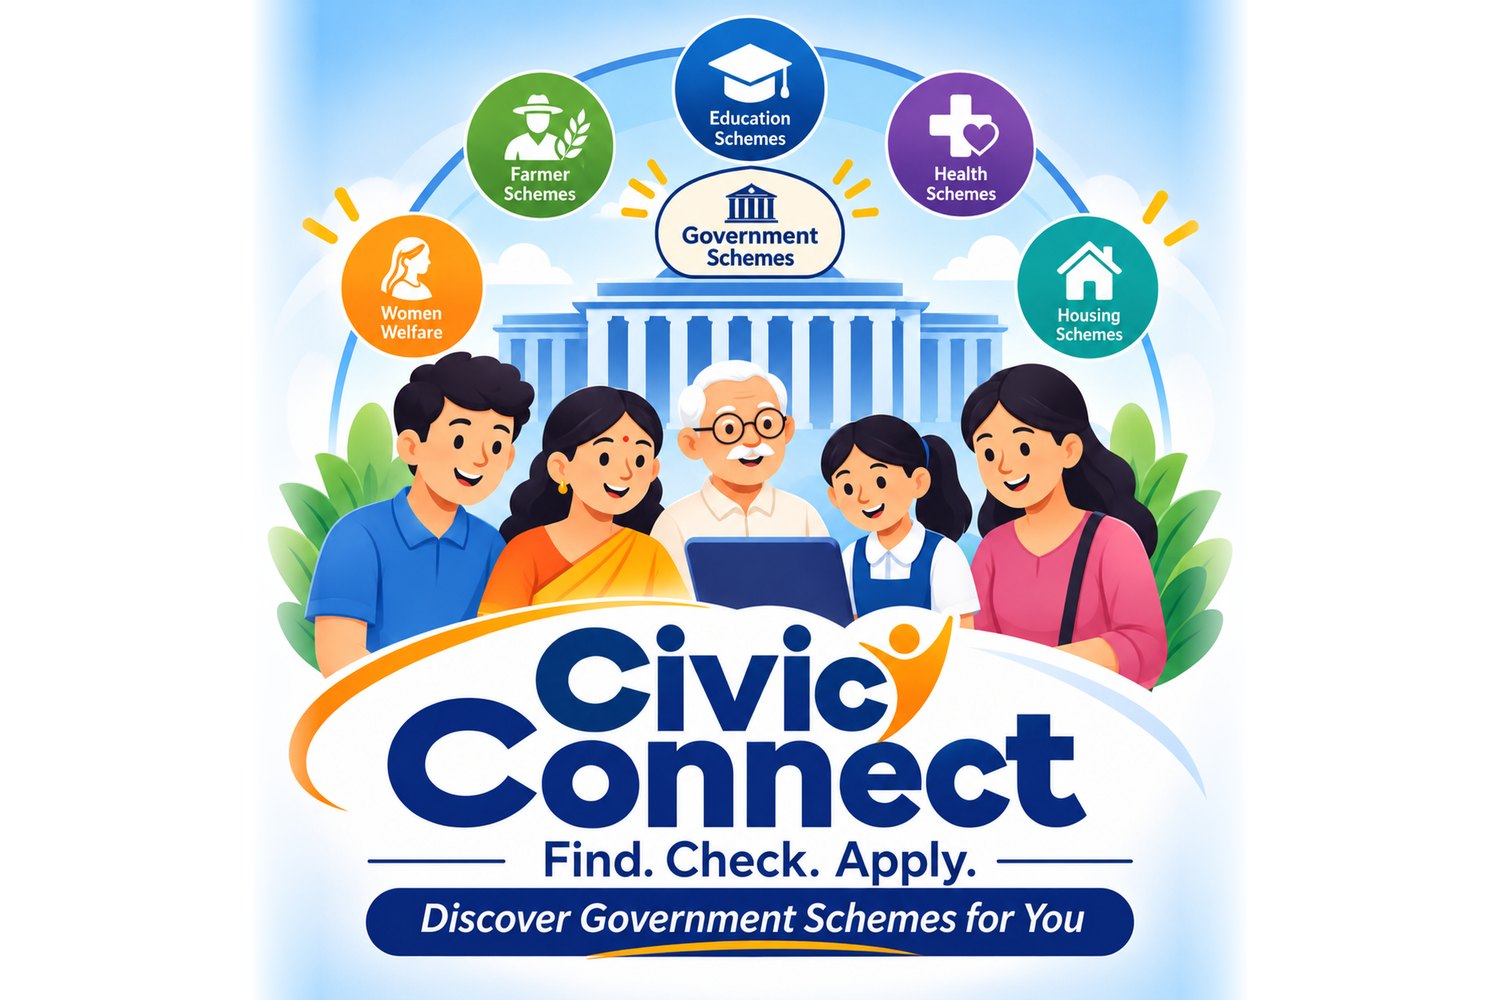 Education
Schemes
Farmer
Schemes
Health
Schemes
Women
Welfare
Government
Schemes
Housing
Schemes
Civic
Connect
Find. Check. Apply.
Discover Government Schemes for You